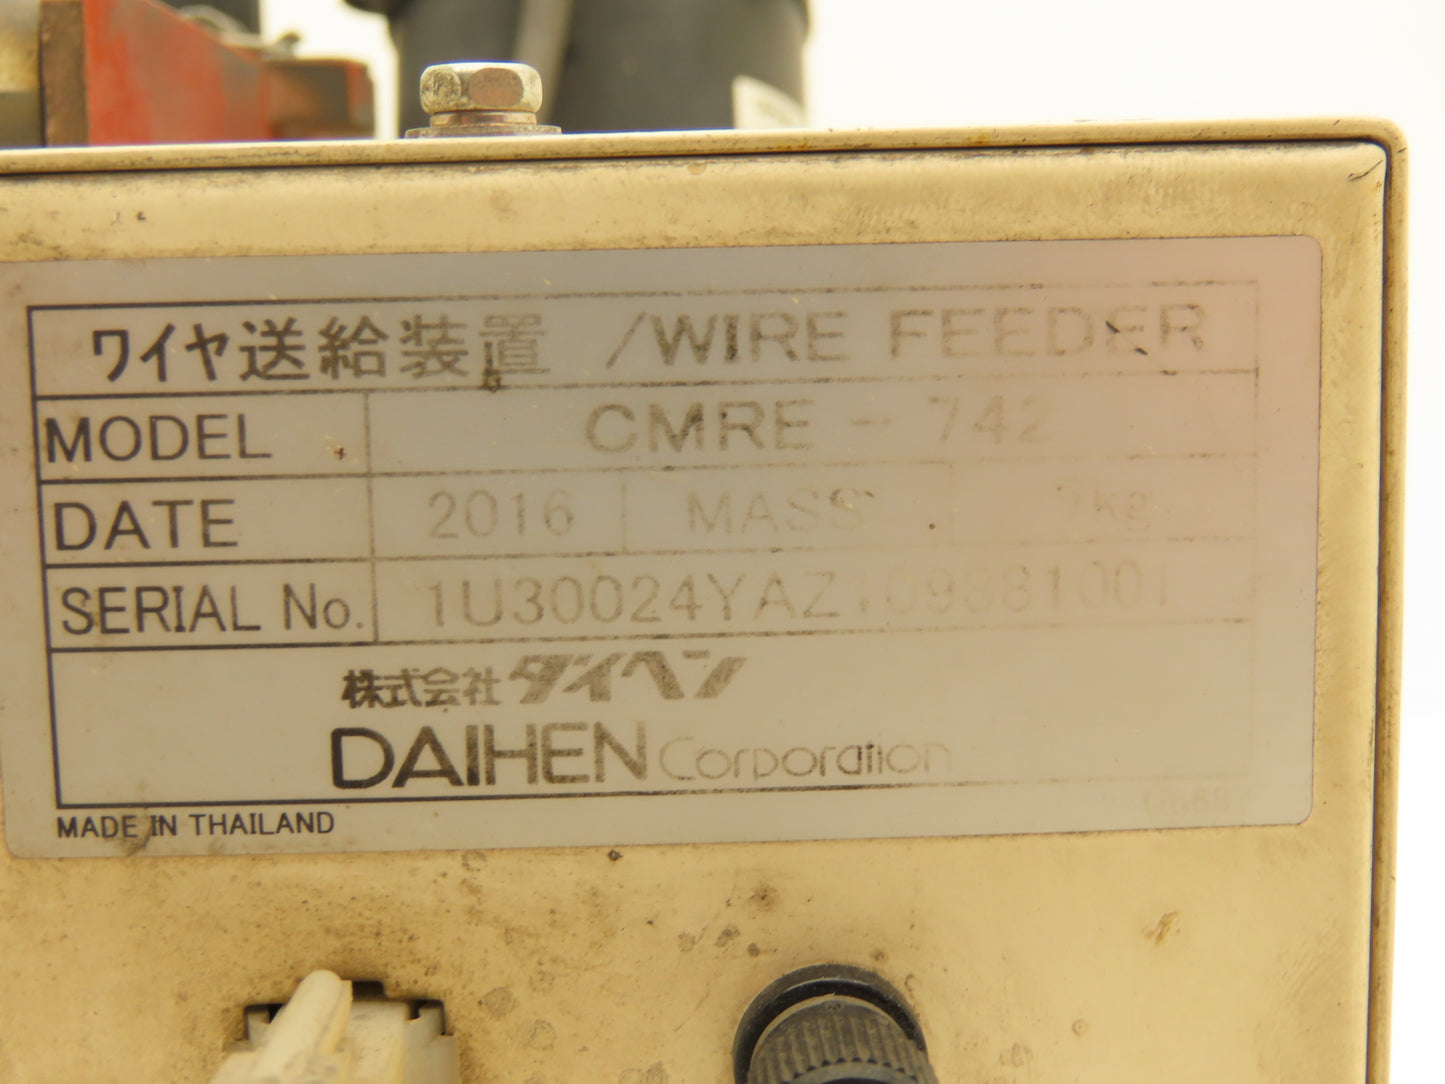 ワイヤ送給装置 /WIRE FEEDER
MODEL CMRE-742
DATE 2016 MASS 7kg
SERIAL No.
株式会社ダイヘン
DAIHEN Corporation
MADE IN THAILAND